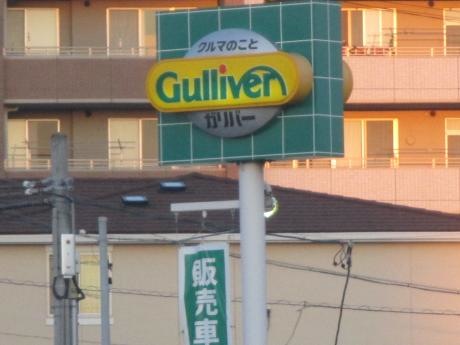 クルマのこと
Gulliver
ガリバー
販売車